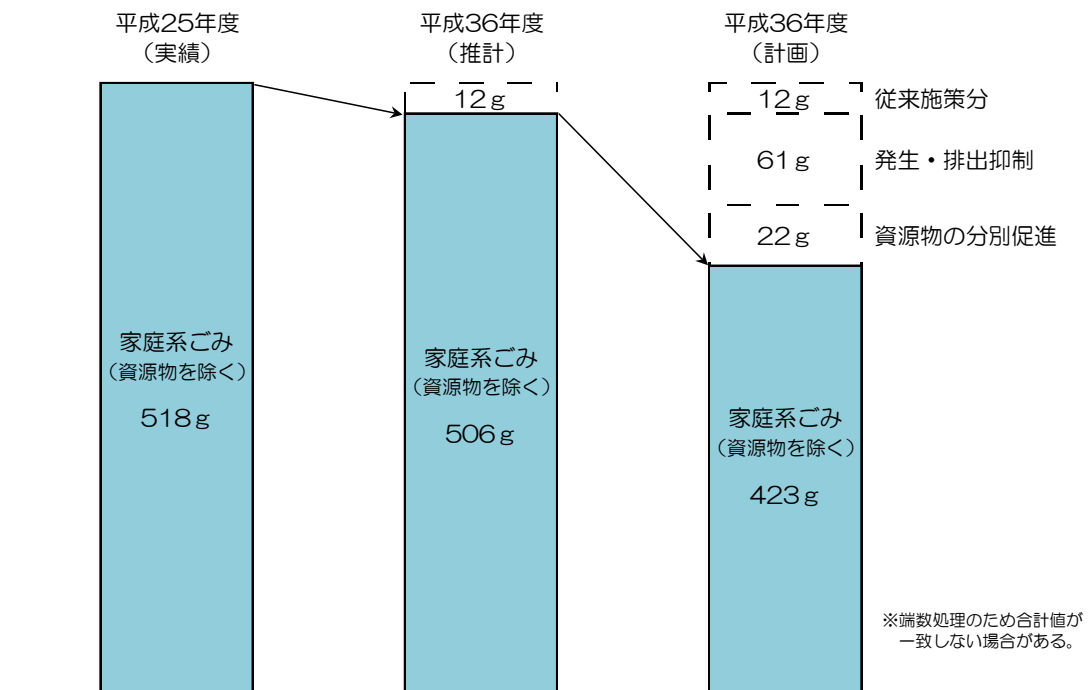 平成25年度
（実績）
平成36年度
（推計）
平成36年度
（計画）
12g
12g
従来施策分
61g
発生・排出抑制
22g
資源物の分別促進
家庭系ごみ
（資源物を除く）
518g
家庭系ごみ
（資源物を除く）
506g
家庭系ごみ
（資源物を除く）
423g
※端数処理のため合計値が
一致しない場合がある。